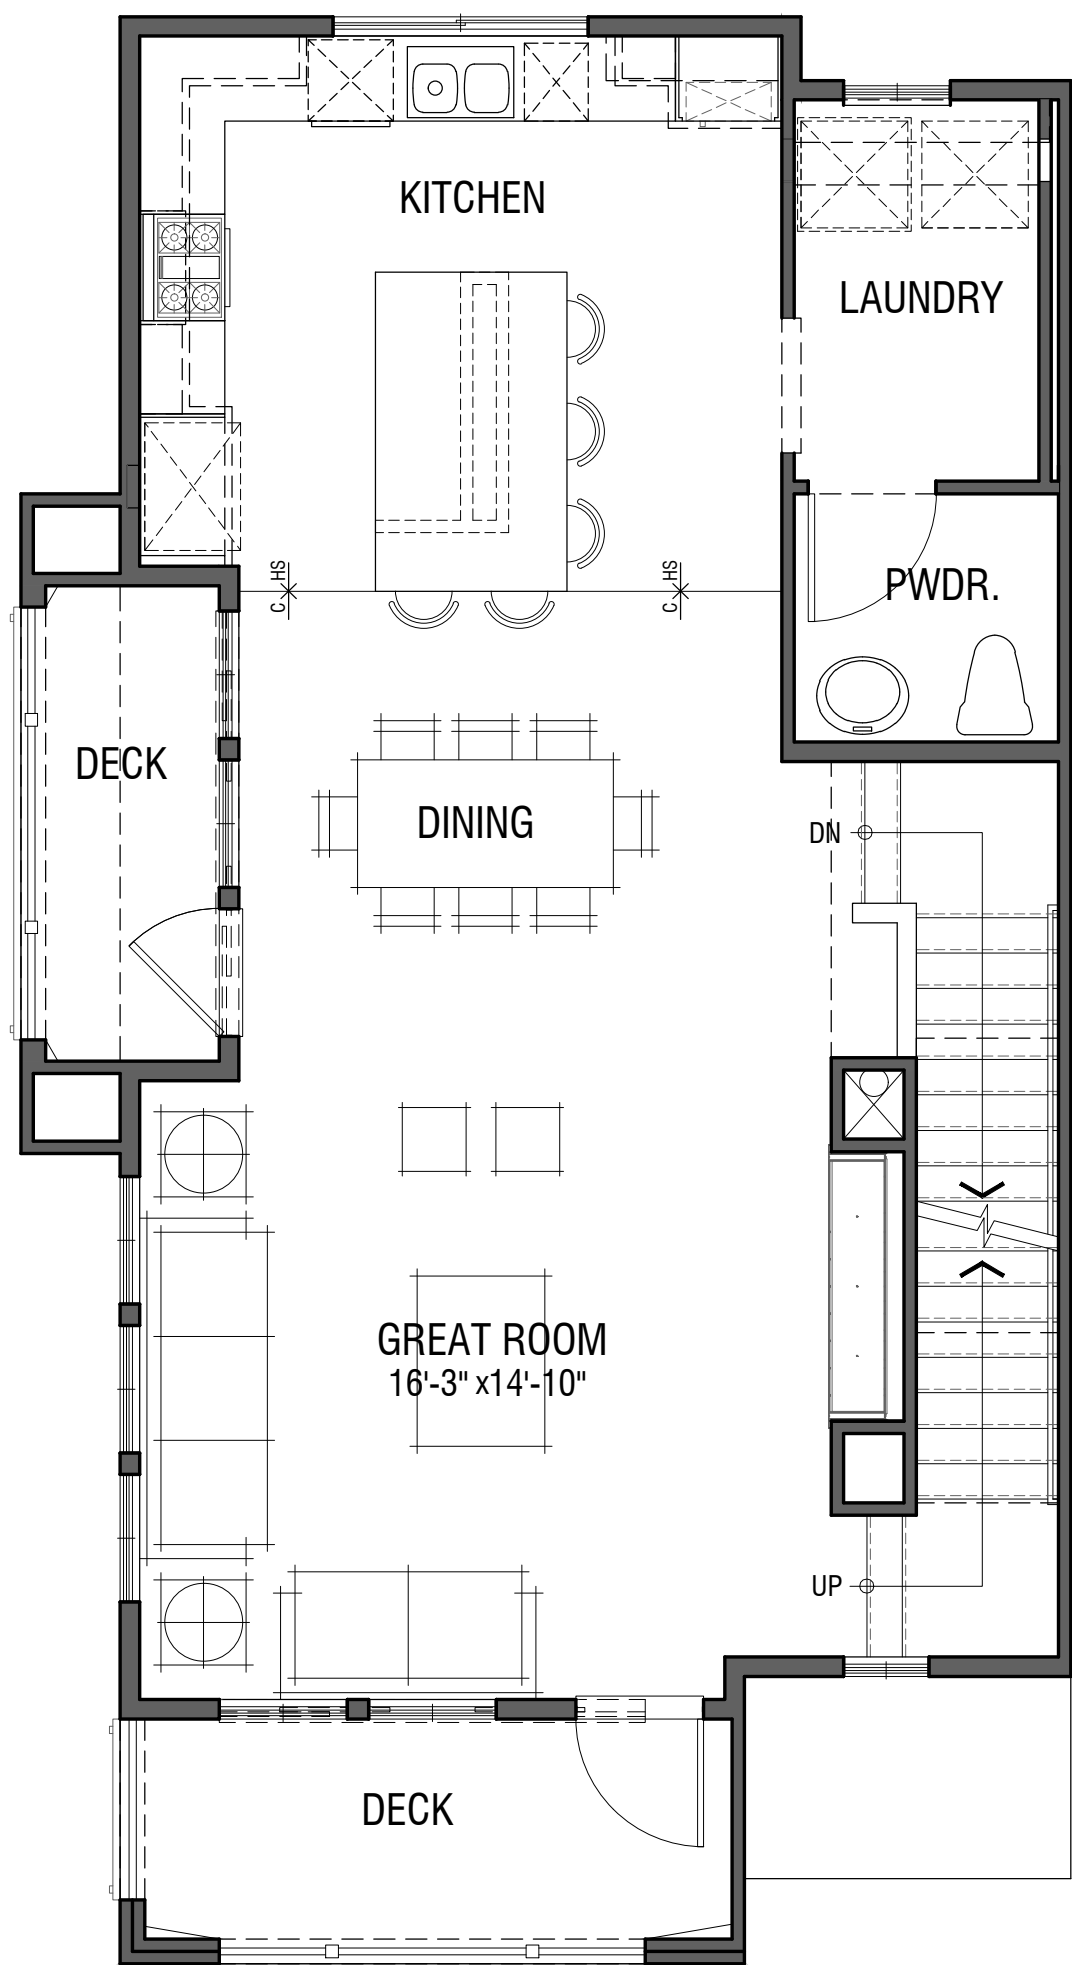 KITCHEN
LAUNDRY
C HS
C HS
PWDR.
DECK
DINING
DN
GREAT ROOM
16'-3" x14'-10"
UP
DECK